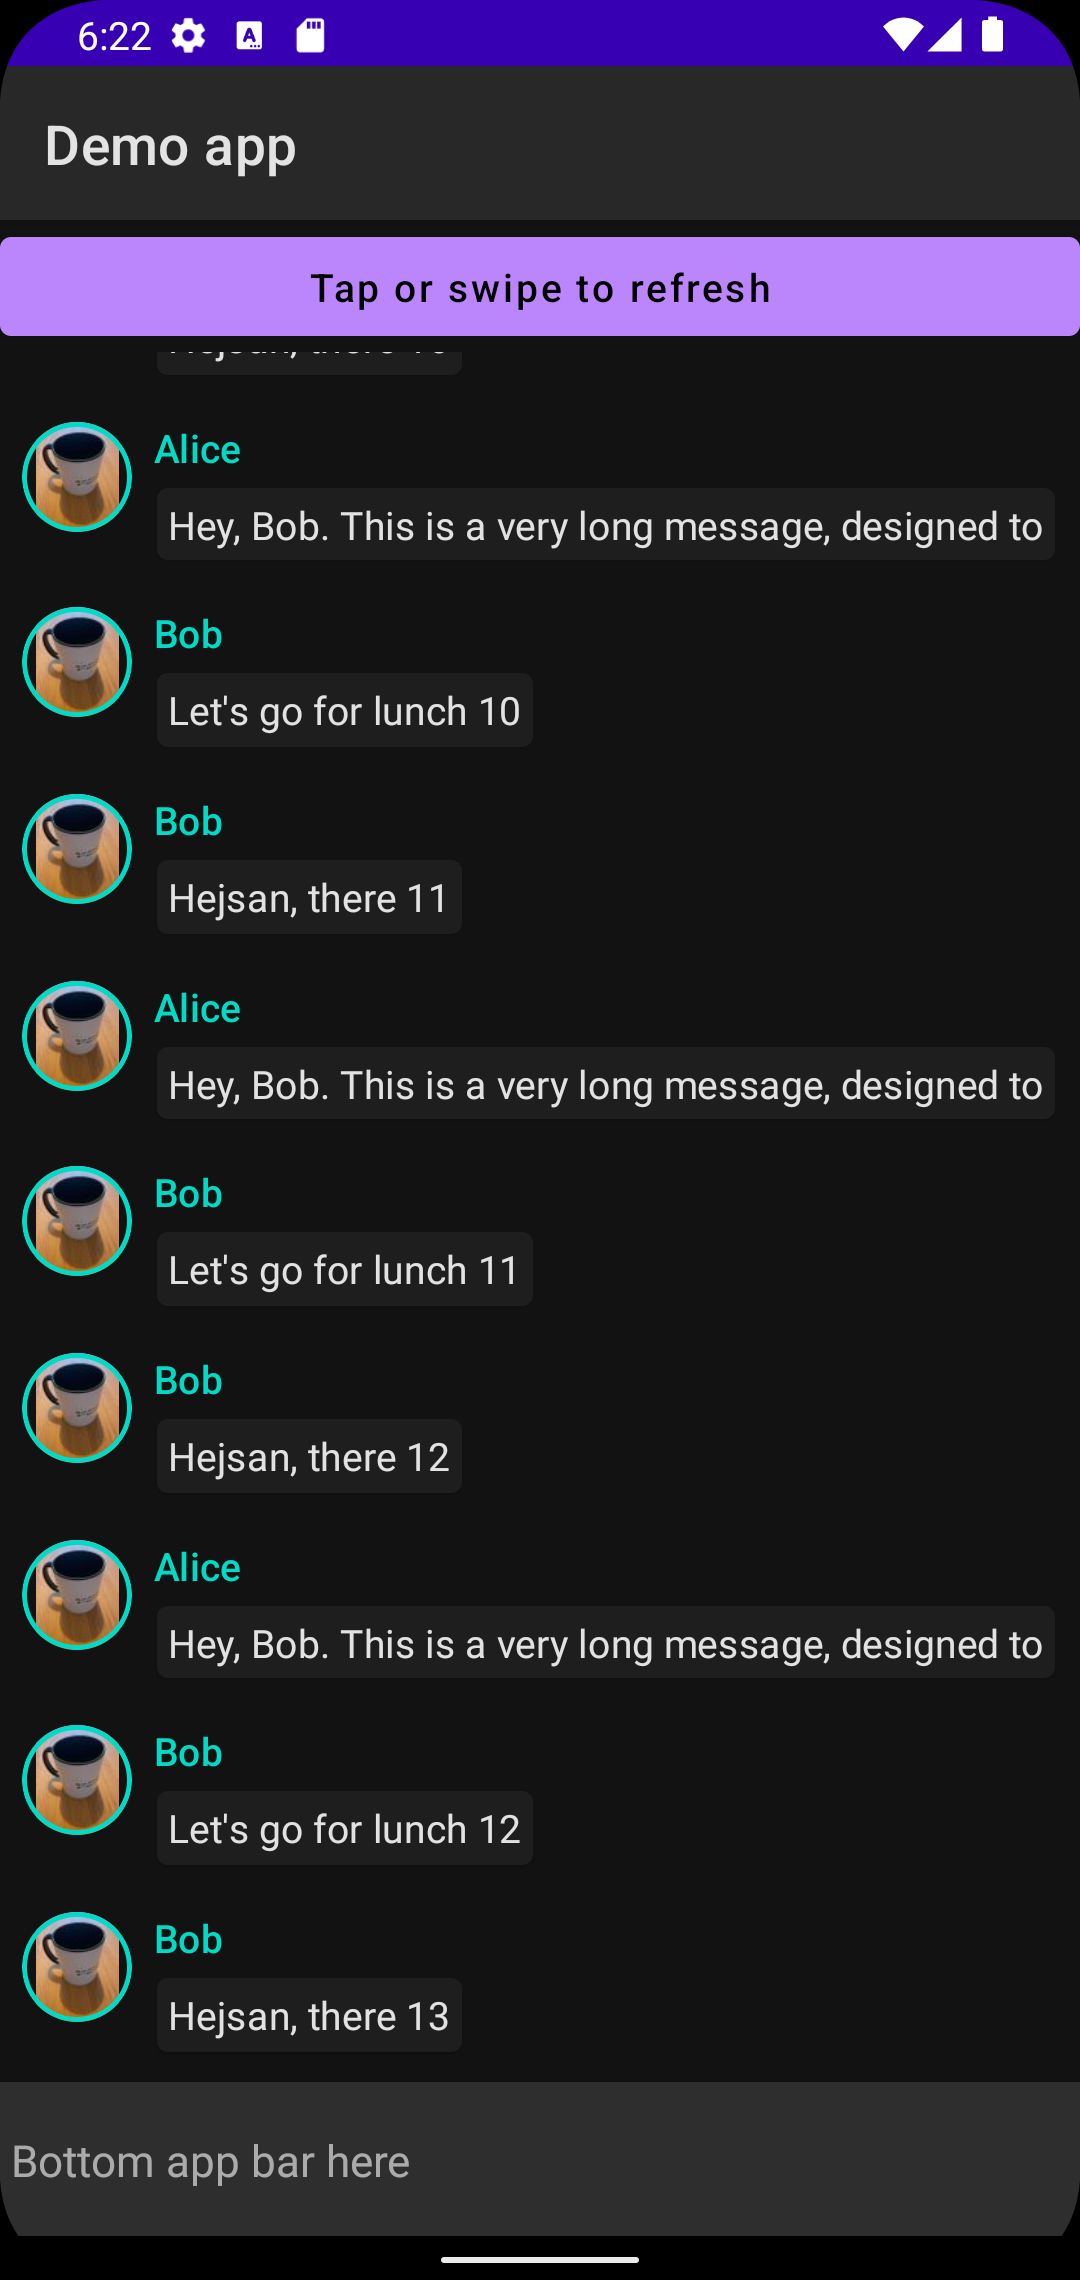 6:22
Demo app
Tap or swipe to refresh
Alice
Hey, Bob. This is a very long message, designed to
Bob
Let's go for lunch 10
Bob
Hejsan, there 11
Alice
Hey, Bob. This is a very long message, designed to
Bob
Let's go for lunch 11
Bob
Hejsan, there 12
Alice
Hey, Bob. This is a very long message, designed to
Bob
Let's go for lunch 12
Bob
Hejsan, there 13
Bottom app bar here